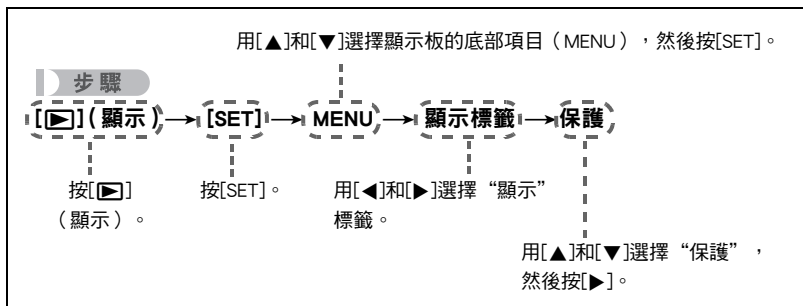 用[▲]和[▼]選擇顯示板的底部項目（MENU），然後按[SET]。
步驟
[▶]（顯示）→[SET]→MENU→顯示標籤→保護
按[▶]
（顯示）。
按[SET]。
用[◀]和[▶]選擇“顯示”
標籤。
用[▲]和[▼]選擇“保護”，
然後按[▶]。